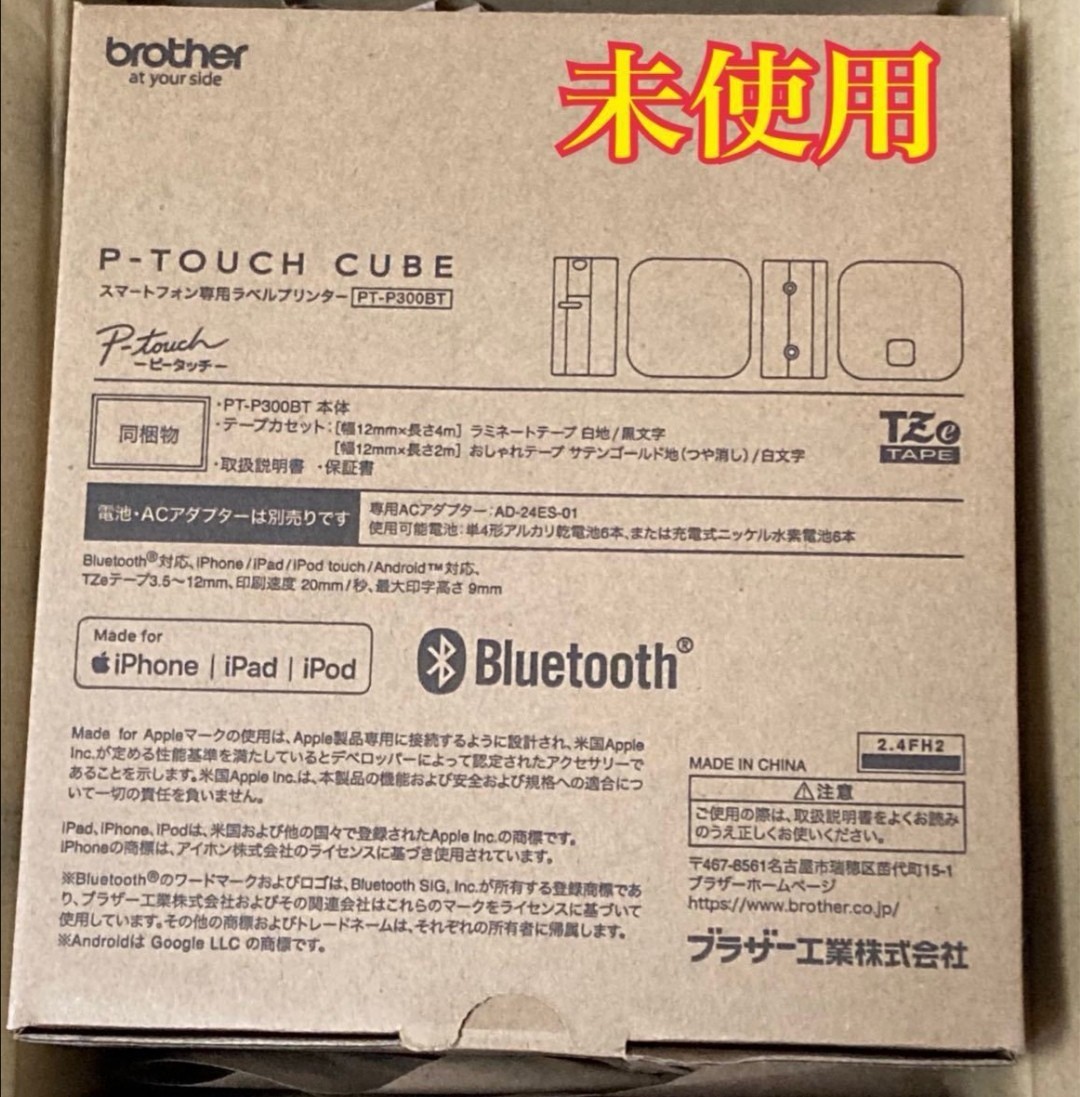 brother
at your side
未使用
P-TOUCH CUBE
スマートフォン専用ラベルプリンター PT-P300BT
P-touch
ーピータッチー
同梱物
・PT-P300BT 本体
・テープカセット:[幅12mm×長さ4m] ラミネートテープ 白地/黒文字
[幅12mm×長さ2m] おしゃれテープ サテンゴールド地(つや消し)/白文字
・取扱説明書 ・保証書
TZe
TAPE
電池・ACアダプターは別売りです
専用ACアダプター:AD-24ES-01
使用可能電池:単4形アルカリ乾電池6本、または充電式ニッケル水素電池6本
Bluetooth®対応、iPhone/iPad/iPod touch/Android™対応、
TZeテープ3.5〜12mm、印刷速度 20mm/秒、最大印字高さ 9mm
Made for
iPhone | iPad | iPod
Bluetooth®
Made for Appleマークの使用は、Apple製品専用に接続するように設計され、米国Apple
Inc.が定める性能基準を満たしているとデベロッパーによって認定されたアクセサリーで
あることを示します。米国Apple Inc.は、本製品の機能および安全および規格への適合につ
いて一切の責任を負いません。
iPad、iPhone、iPodは、米国および他の国々で登録されたApple Inc.の商標です。
iPhoneの商標は、アイホン株式会社のライセンスに基づき使用されています。
※Bluetooth®のワードマークおよびロゴは、Bluetooth SIG, Inc.が所有する登録商標であ
り、ブラザー工業株式会社およびその関連会社はこれらのマークをライセンスに基づいて
使用しています。その他の商標およびトレードネームは、それぞれの所有者に帰属します。
※Androidは Google LLC の商標です。
2.4FH2
MADE IN CHINA
⚠注意
ご使用の際は、取扱説明書をよくお読み
のうえ正しくお使いください。
〒467-8561名古屋市瑞穂区苗代町15-1
ブラザーホームページ
https://www.brother.co.jp/
ブラザー工業株式会社